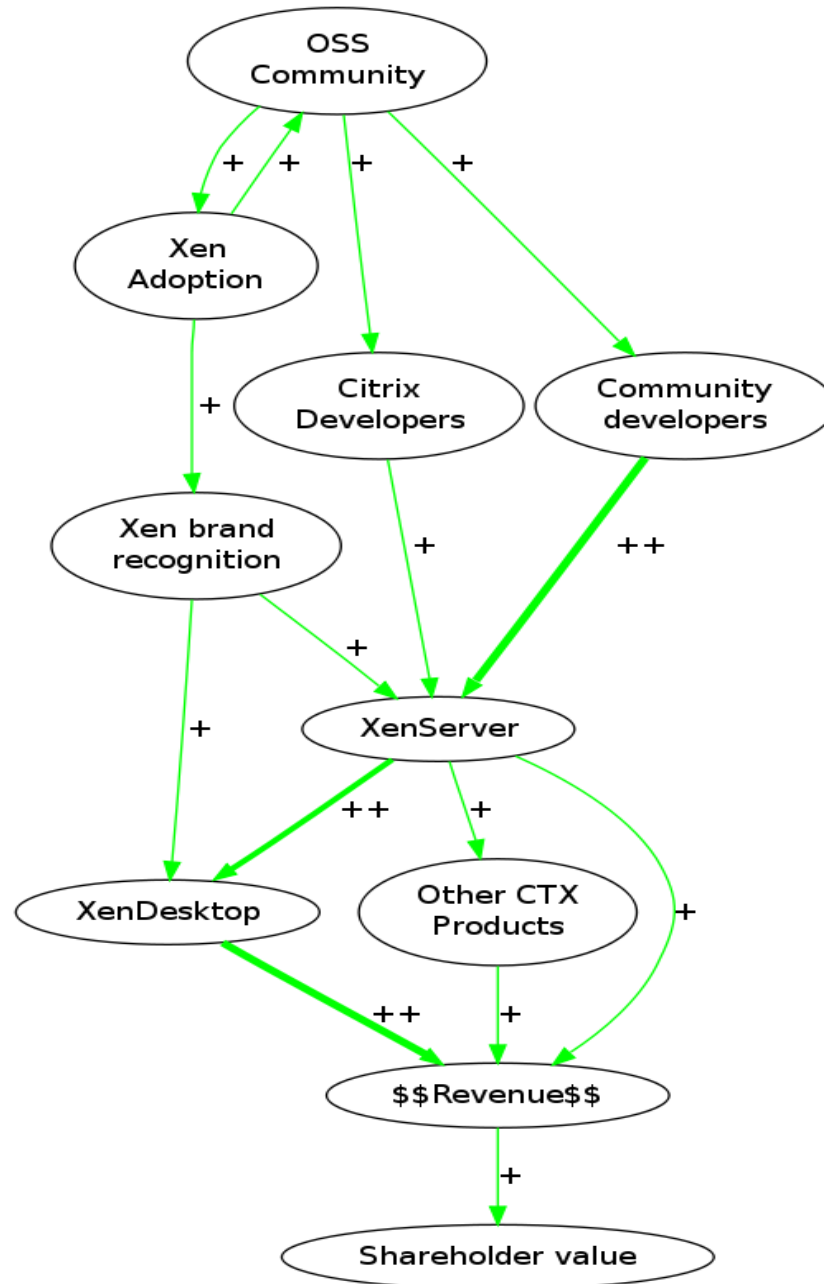 OSS
Community
+
+
+
+
Xen
Adoption
+
Citrix
Developers
Community
developers
Xen brand
recognition
+
++
+
+
XenServer
++
+
+
XenDesktop
Other CTX
Products
++
+
$$Revenue$$
+
Shareholder value